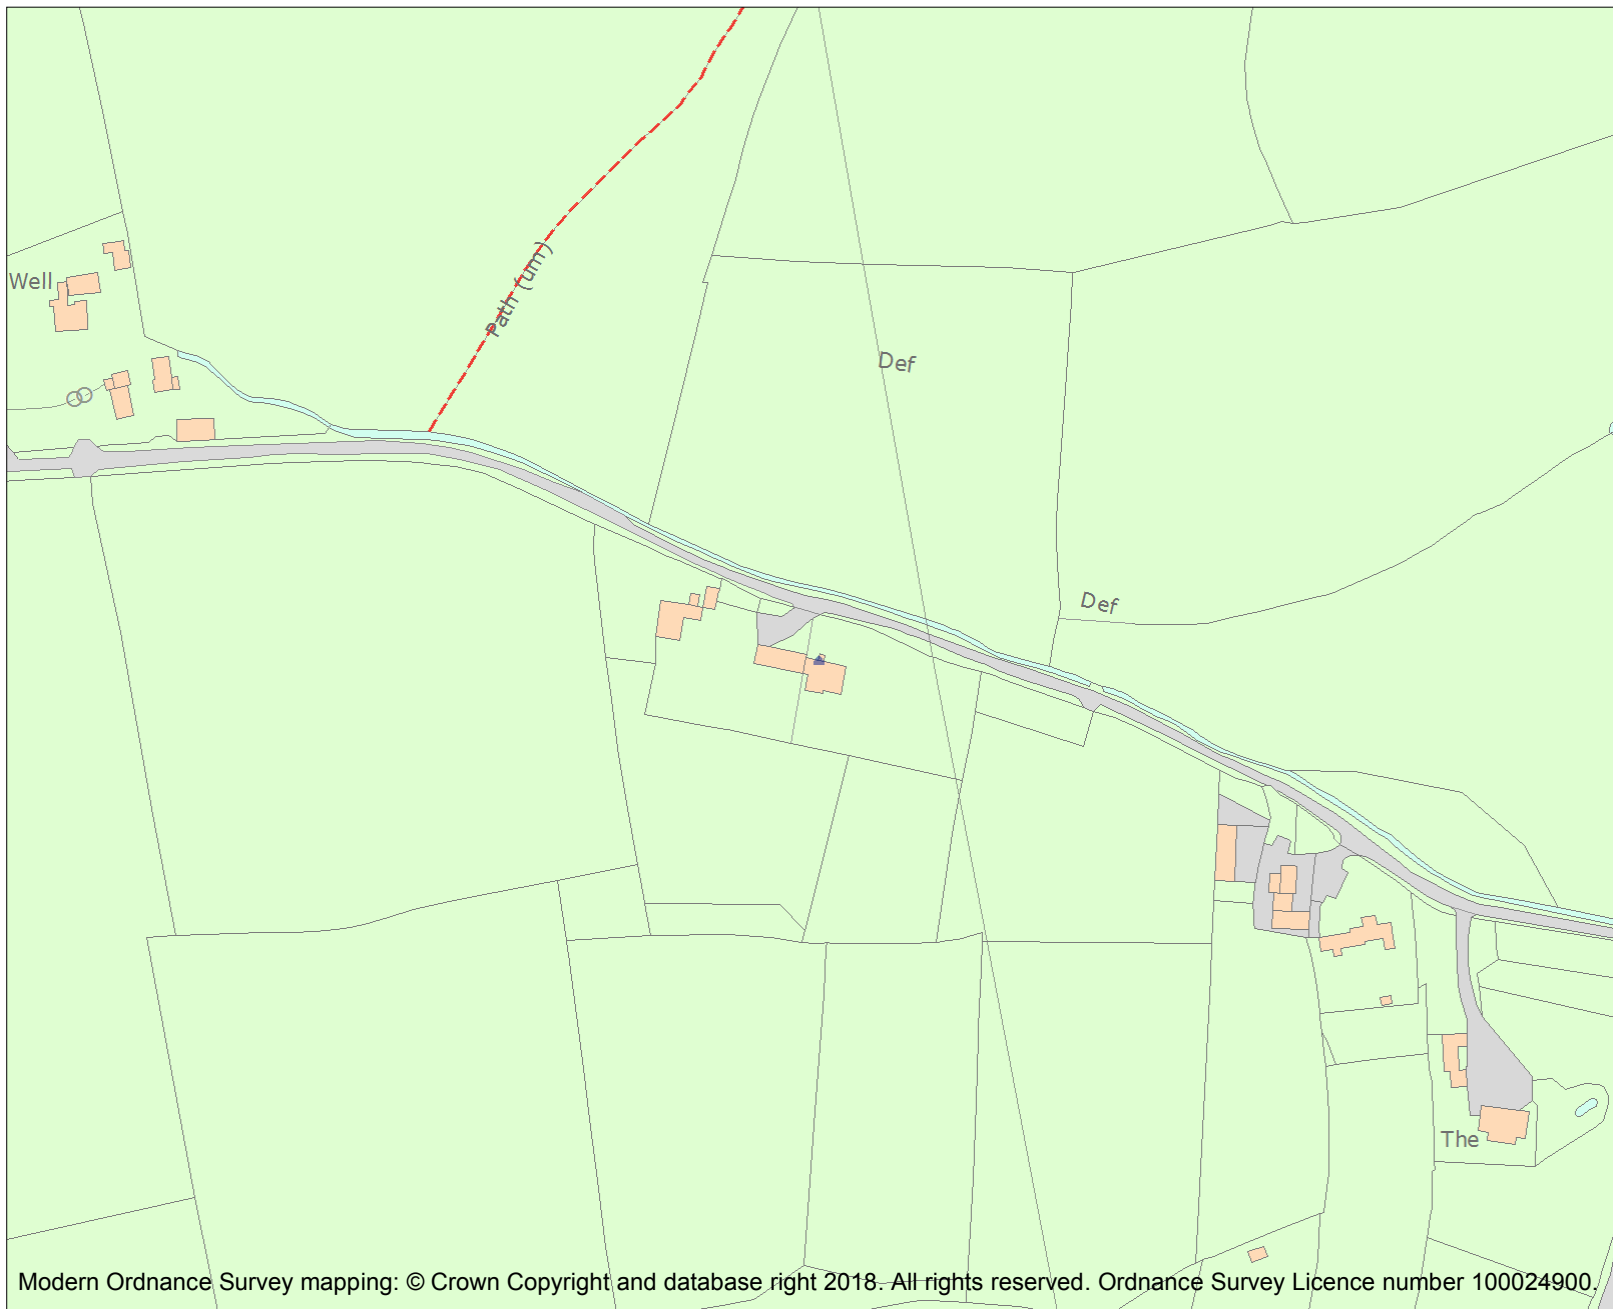 Path (um)
Well
Def
Def
The
Modern Ordnance Survey mapping: © Crown Copyright and database right 2018. All rights reserved. Ordnance Survey Licence number 100024900.